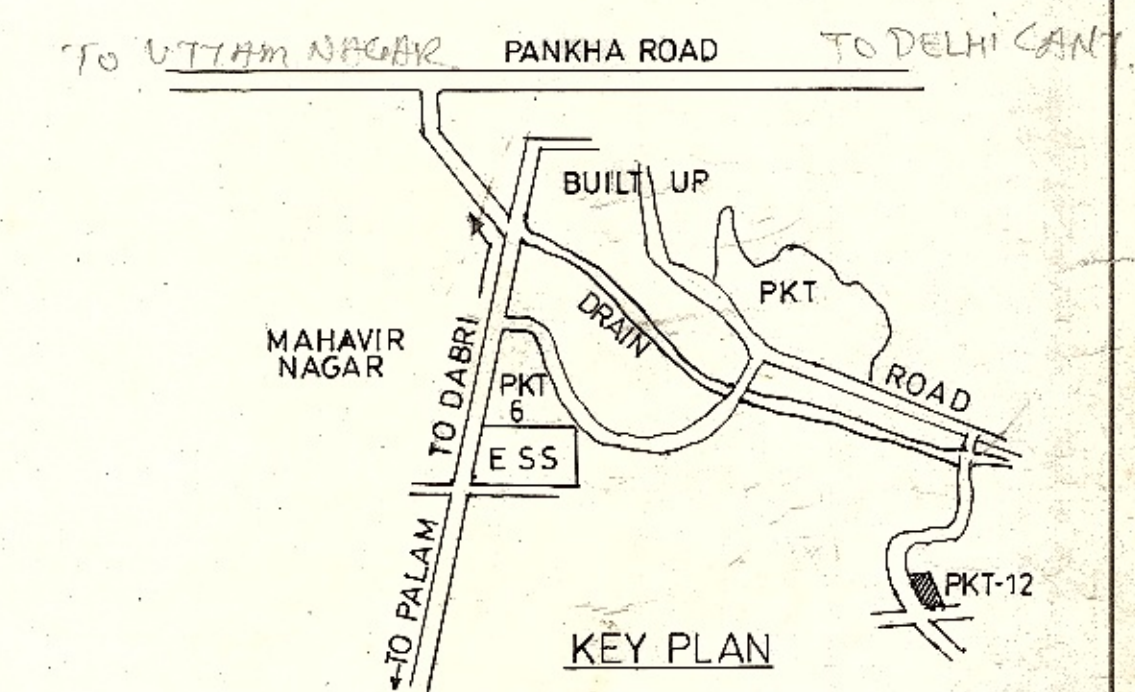 TO UTTAM NAGAR
PANKHA ROAD
TO DELHI CANT.
BUILT UP
PKT
DRAIN
MAHAVIR
NAGAR
TO DABRI
PKT
6
ROAD
E SS
TO PALAM
PKT-12
KEY PLAN